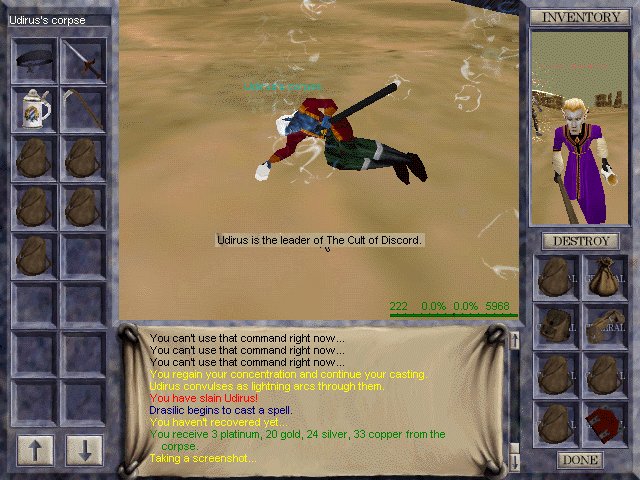 Udirus's corpse
INVENTORY
Udirus is the leader of The Cult of Discord.
DESTROY
222 0.0% 0.0% 5968
You can't use that command right now...
You can't use that command right now...
You can't use that command right now...
You regain your concentration and continue your casting.
Udirus convulses as lightning arcs through them.
You have slain Udirus!
Drasilic begins to cast a spell.
You haven't recovered yet...
You receive 3 platinum, 20 gold, 24 silver, 33 copper from the
corpse.
Taking a screenshot...
DONE